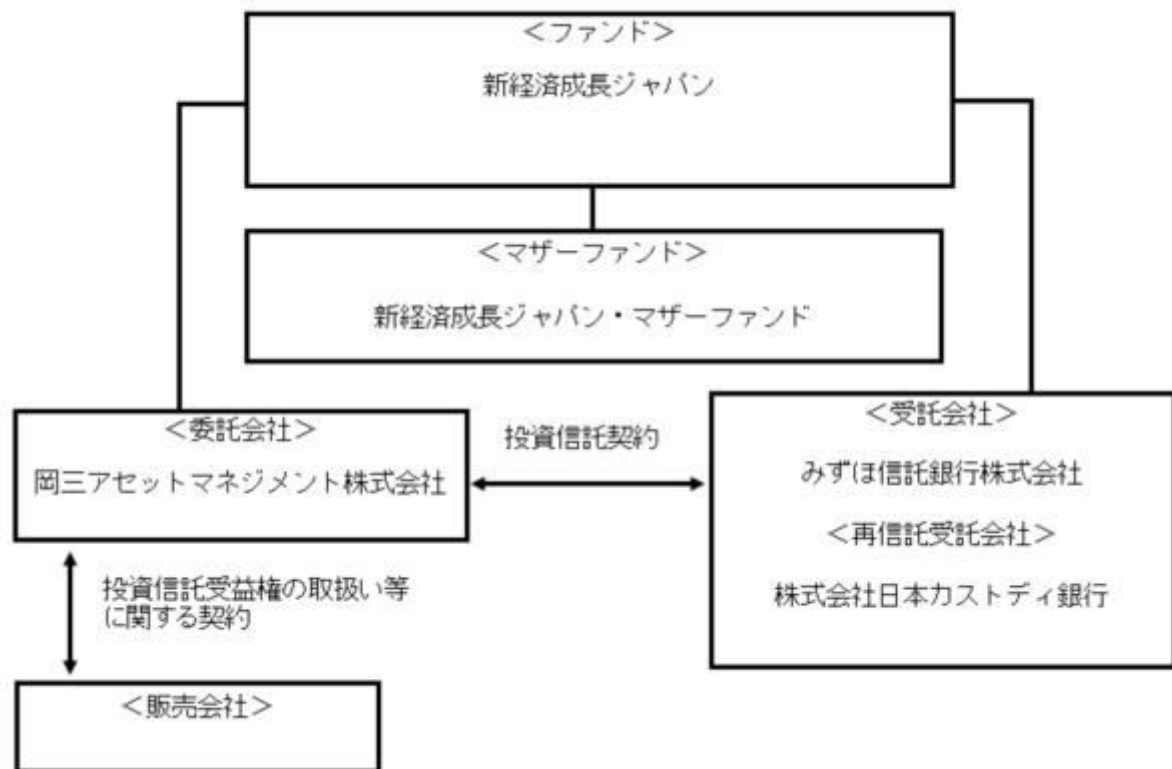 ＜ファンド＞
新経済成長ジャパン
＜マザーファンド＞
新経済成長ジャパン・マザーファンド
＜委託会社＞
岡三アセットマネジメント株式会社
投資信託契約
＜受託会社＞
みずほ信託銀行株式会社
＜再信託受託会社＞
株式会社日本カストディ銀行
投資信託受益権の取扱い等
に関する契約
＜販売会社＞